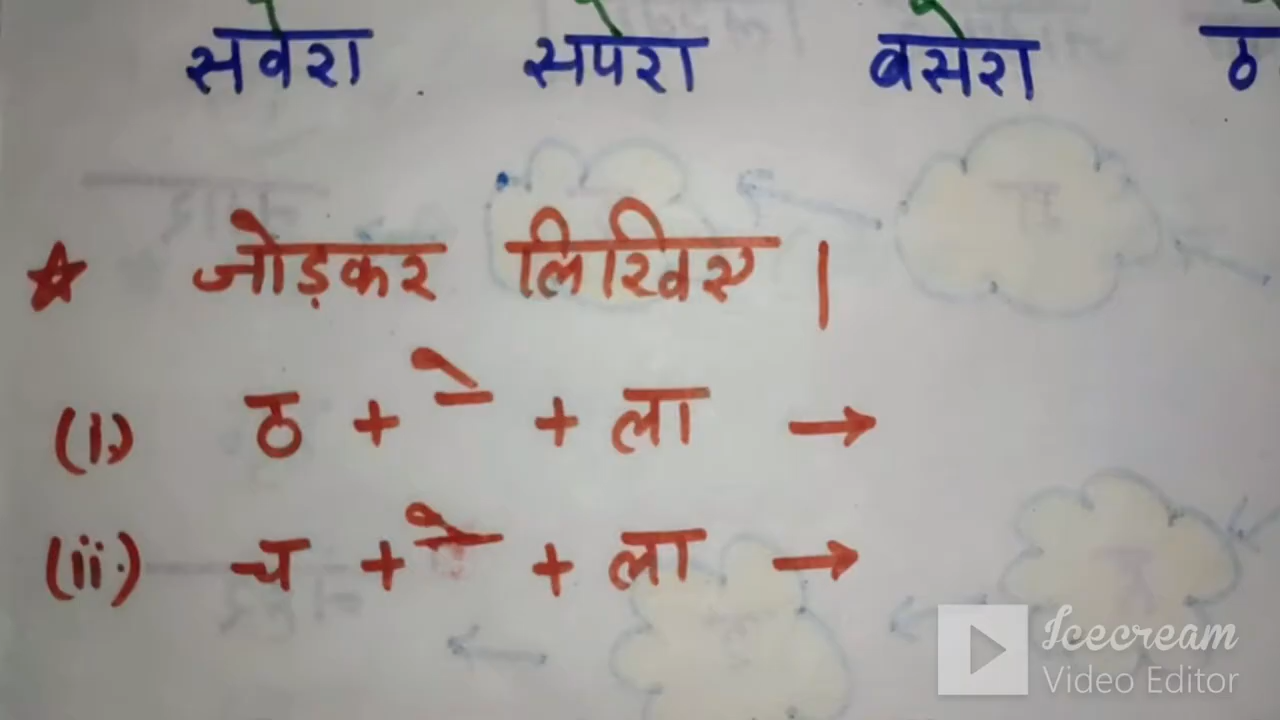 सवेरा सपेरा बसेरा ठ
जोड़कर लिखिए |
(i) ठ + े + ला →
(ii) च + े + ला →
Icecream
Video Editor